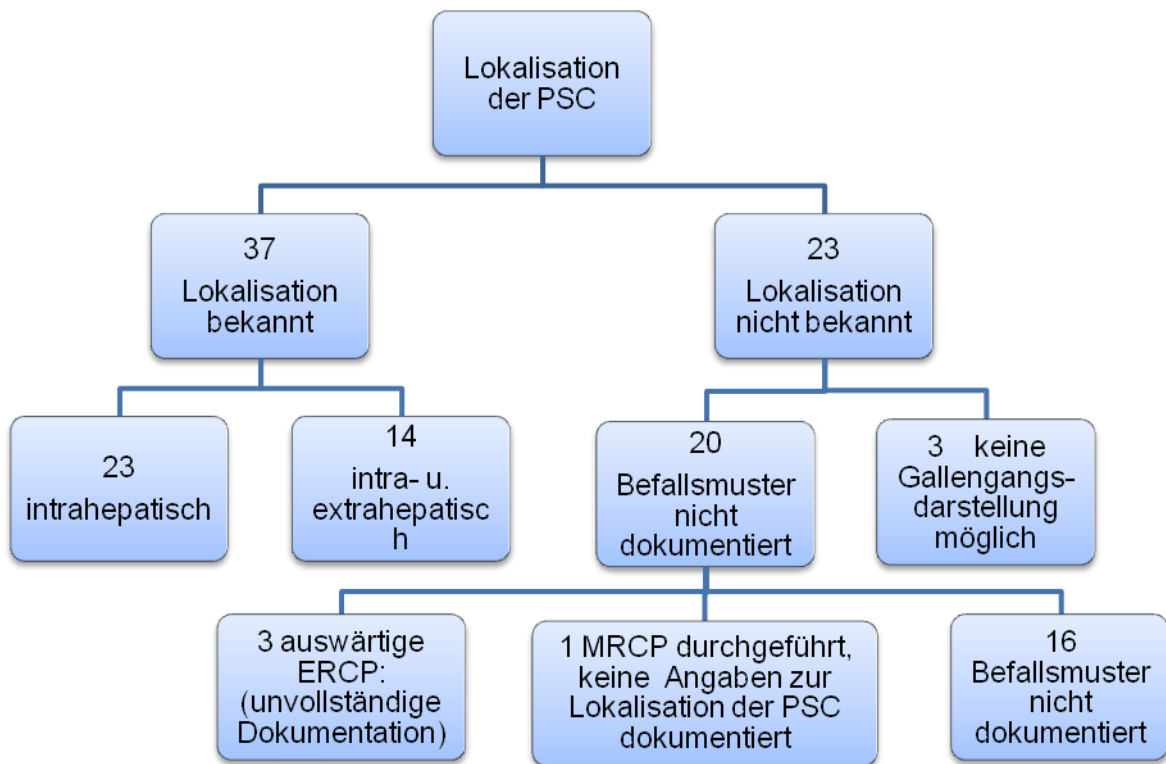 Lokalisation
der PSC
37
Lokalisation
bekannt
23
Lokalisation
nicht bekannt
23
intrahepatisch
14
intra- u.
extrahepatisc
h
20
Befallsmuster
nicht
dokumentiert
3 keine
Gallengangs-
darstellung
möglich
3 auswärtige
ERCP:
(unvollständige
Dokumentation)
1 MRCP durchgeführt,
keine Angaben zur
Lokalisation der PSC
dokumentiert
16
Befallsmuster
nicht
dokumentiert